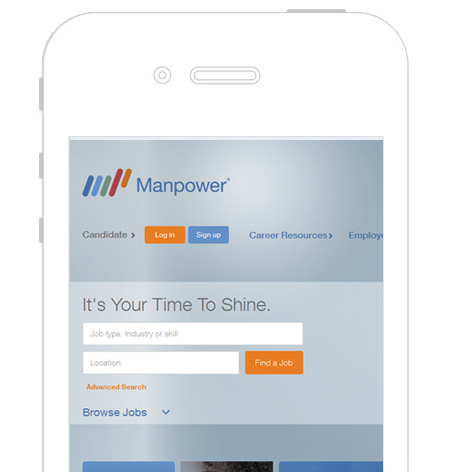 Manpower®
Candidate > Log in Sign up Career Resources > Employe
It's Your Time To Shine.
Job type, Industry or skill
Location Find a Job
Advanced Search
Browse Jobs